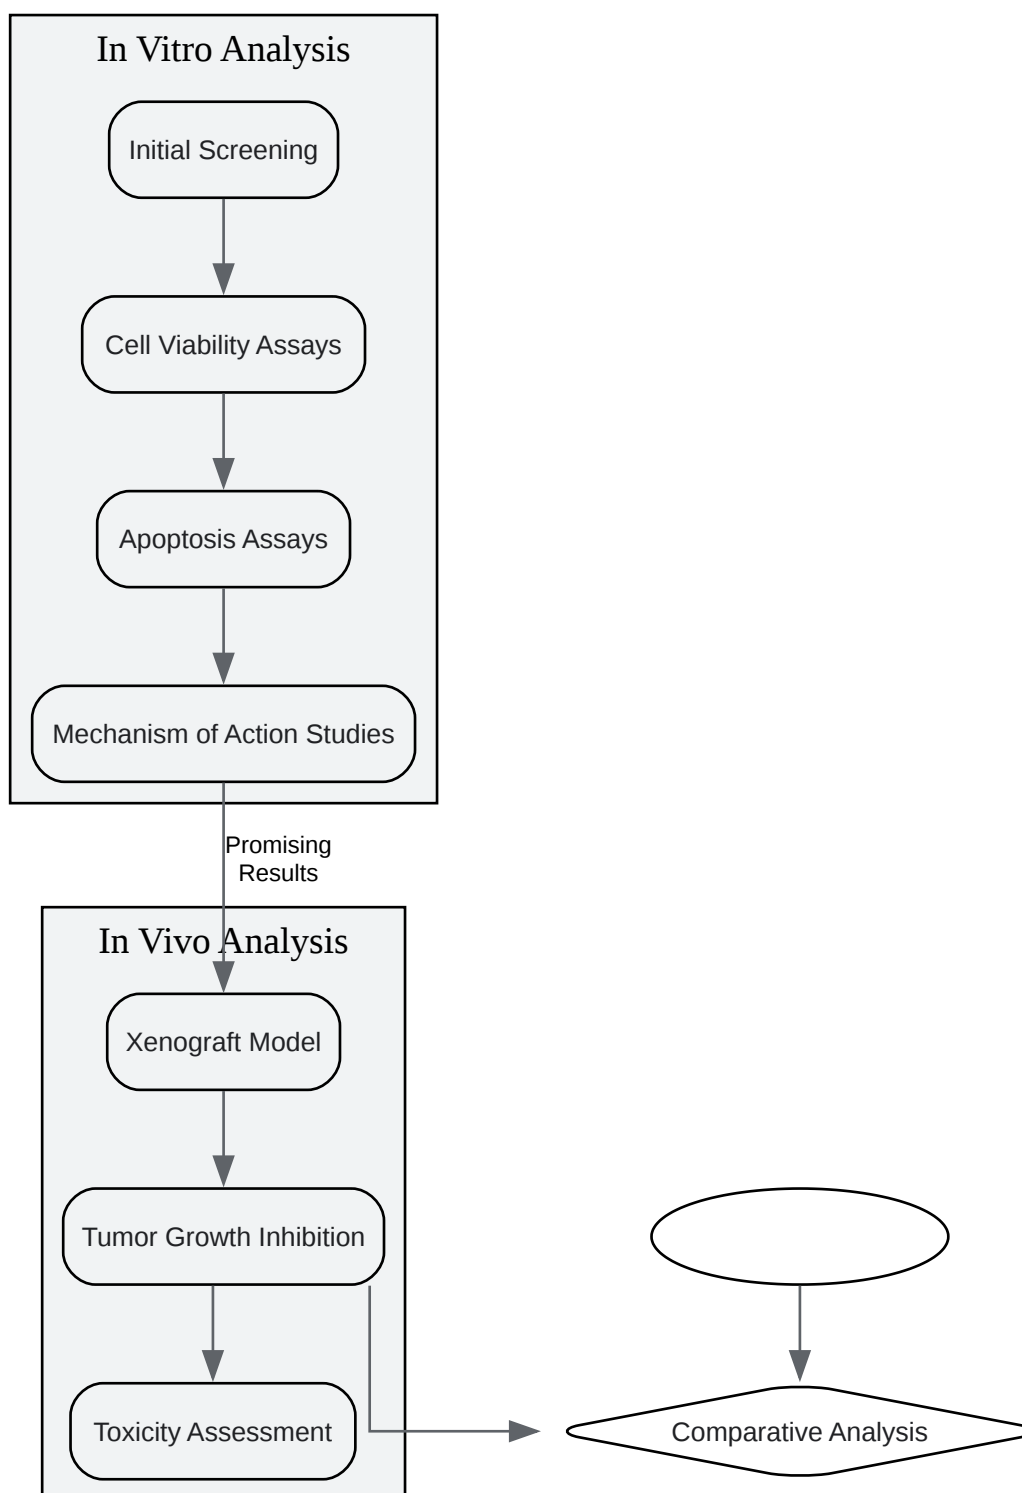 In Vitro Analysis
Initial Screening
Cell Viability Assays
Apoptosis Assays
Mechanism of Action Studies
Promising
Results
In Vivo Analysis
Xenograft Model
Tumor Growth Inhibition
Toxicity Assessment
Comparative Analysis